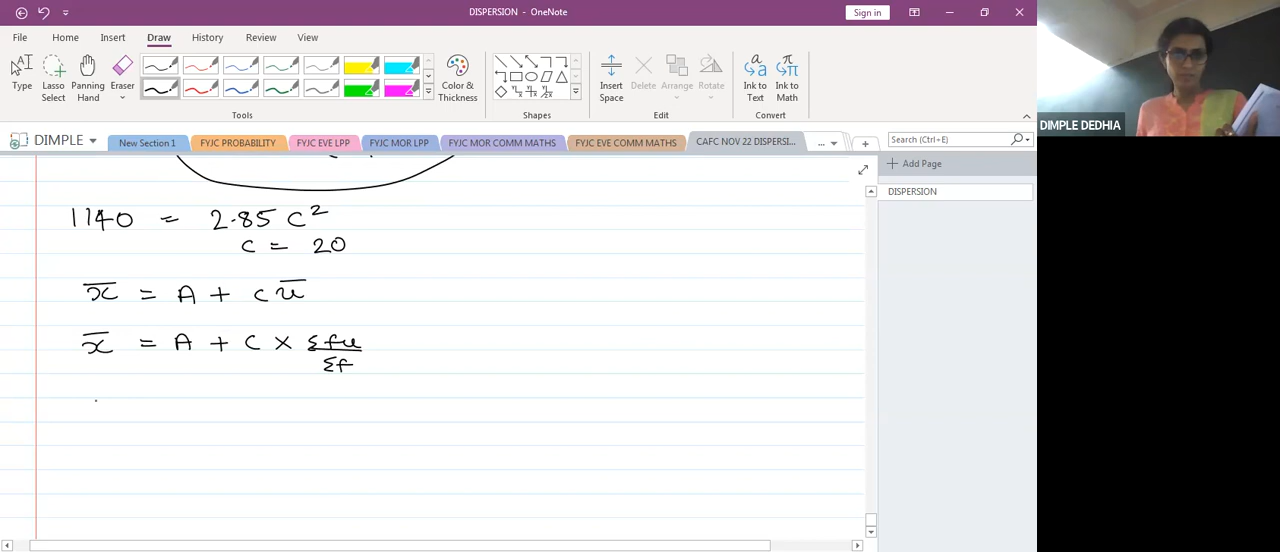 DISPERSION - OneNote
Sign in
File Home Insert Draw History Review View
Type Lasso Select Panning Hand Eraser Color & Thickness Insert Space Delete Arrange Rotate Ink to Text Ink to Math
Tools Shapes Edit Convert
DIMPLE New Section 1 FYJC PROBABILITY FYJC EVE LPP FYJC MOR LPP FYJC MOR COMM MATHS FYJC EVE COMM MATHS CAFC NOV 22 DISPERSI... ... Search (Ctrl+E)
Add Page
DISPERSION
DIMPLE DEDHIA
1140 = 2.85 c²
c = 20
x̅ = A + c u̅
x̅ = A + c × Σfu/Σf